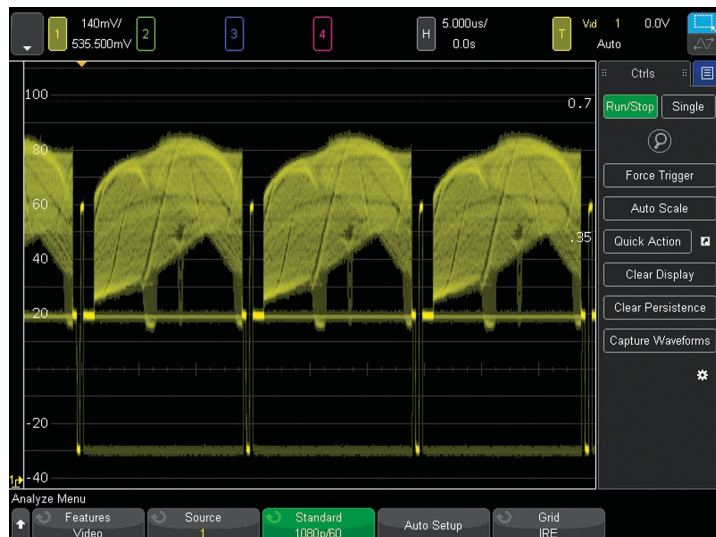 1 140mV/ 535.500mV 2 3 4 H 5.000us/ 0.0s T Vid 1 0.0V Auto
Ctrls
Run/Stop Single
Force Trigger
Auto Scale
Quick Action
Clear Display
Clear Persistence
Capture Waveforms
100
0.7
80
60
.35
40
20
-20
-40
Analyze Menu
Features
Video
Source
1
Standard
1080p/60
Auto Setup
Grid
IRE